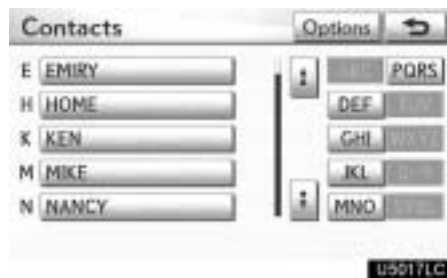 Contacts Options
E EMIRY PQRS
H HOME DEF
K KEN GHI
M MIKE JKL
N NANCY MNO
U5017LC